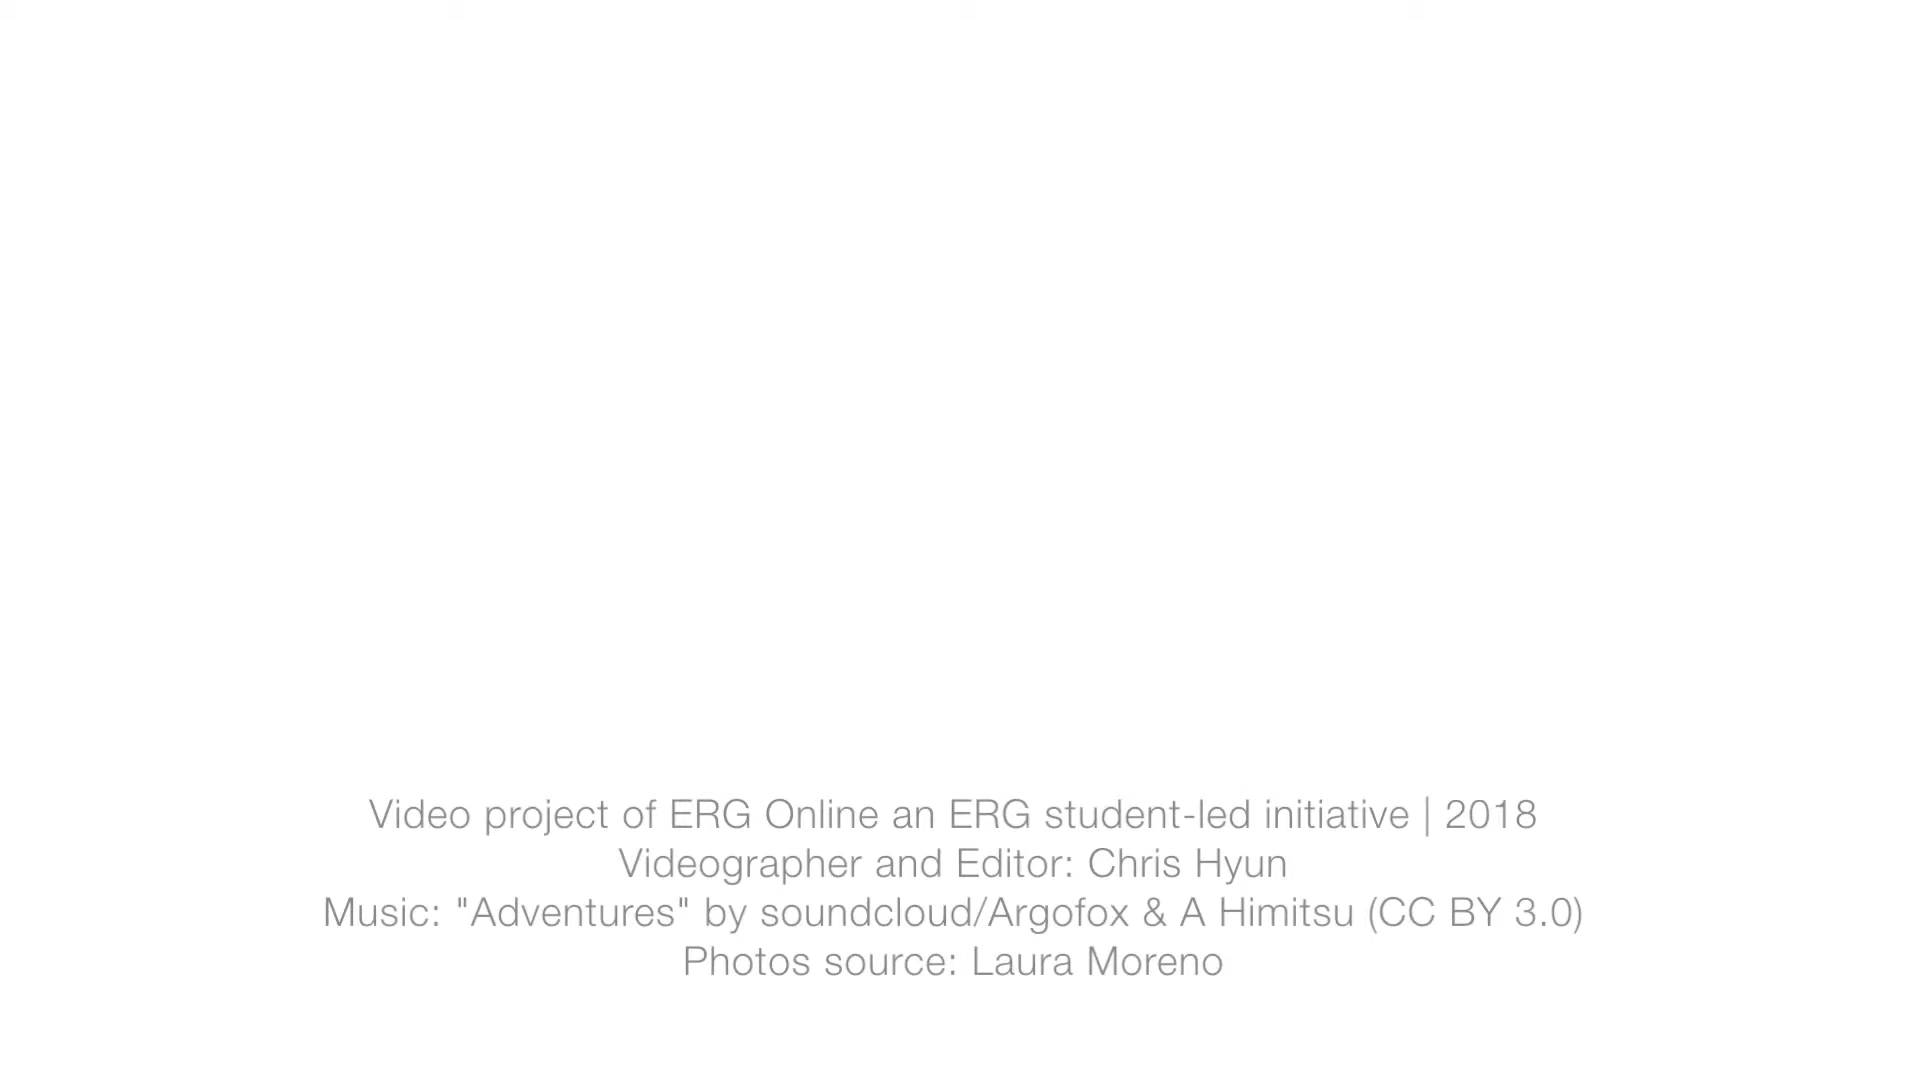 Video project of ERG Online an ERG student-led initiative | 2018
Videographer and Editor: Chris Hyun
Music: "Adventures" by soundcloud/Argofox & A Himitsu (CC BY 3.0)
Photos source: Laura Moreno